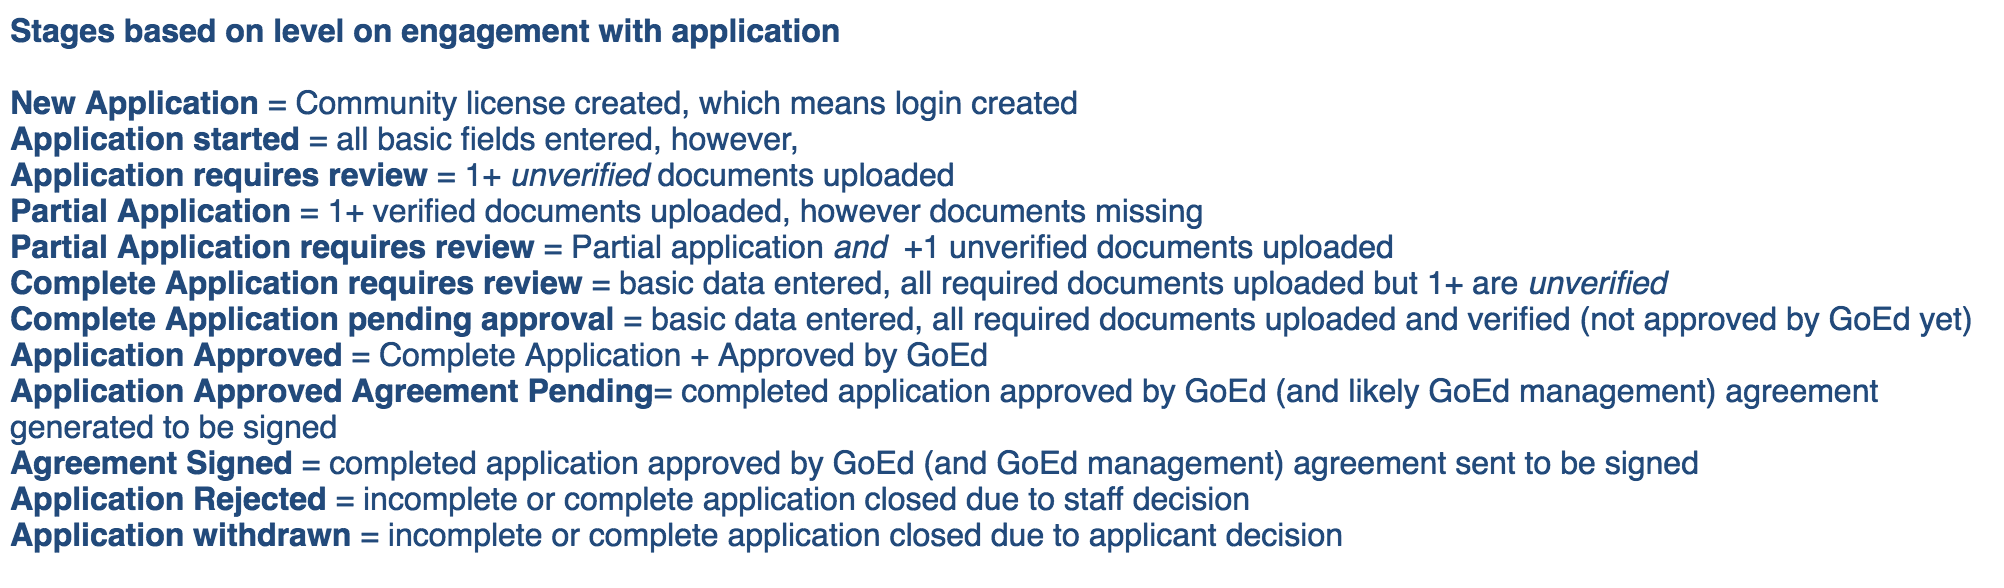 Stages based on level on engagement with application
New Application = Community license created, which means login created
Application started = all basic fields entered, however,
Application requires review = 1+ unverified documents uploaded
Partial Application = 1+ verified documents uploaded, however documents missing
Partial Application requires review = Partial application and  +1 unverified documents uploaded
Complete Application requires review = basic data entered, all required documents uploaded but 1+ are unverified
Complete Application pending approval = basic data entered, all required documents uploaded and verified (not approved by GoEd yet)
Application Approved = Complete Application + Approved by GoEd
Application Approved Agreement Pending= completed application approved by GoEd (and likely GoEd management) agreement
generated to be signed
Agreement Signed = completed application approved by GoEd (and GoEd management) agreement sent to be signed
Application Rejected = incomplete or complete application closed due to staff decision
Application withdrawn = incomplete or complete application closed due to applicant decision